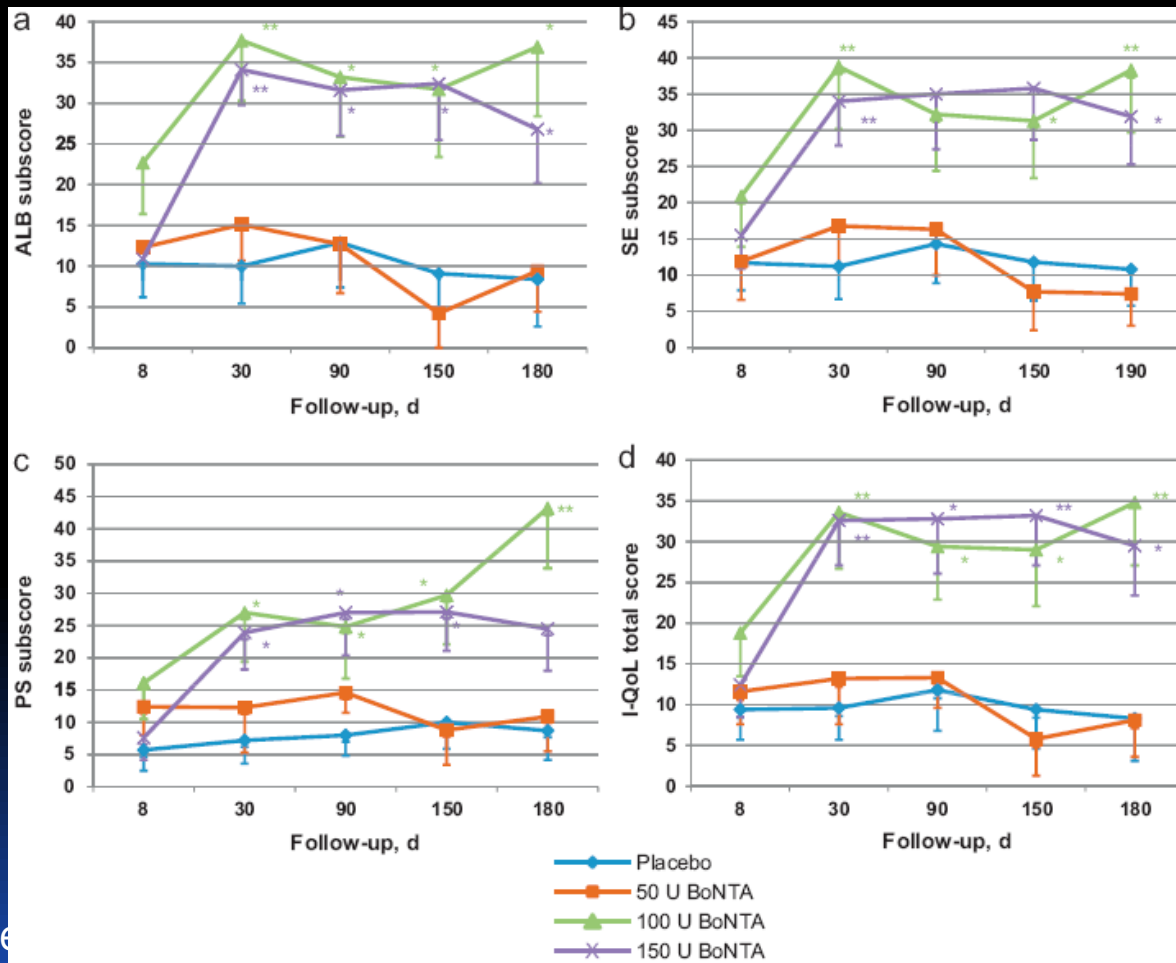 a
ALB subscore
40
35
30
25
20
15
10
5
0
** * * *
** * * *
8 30 90 150 180
Follow-up, d
b
SE subscore
45
40
35
30
25
20
15
10
5
0
** **
** * *
8 30 90 150 190
Follow-up, d
c
PS subscore
50
45
40
35
30
25
20
15
10
5
0
* * * **
* * *
8 30 90 150 180
Follow-up, d
d
I-QoL total score
40
35
30
25
20
15
10
5
0
** * ** **
** * * *
8 30 90 150 180
Follow-up, d
Placebo
50 U BoNTA
100 U BoNTA
150 U BoNTA